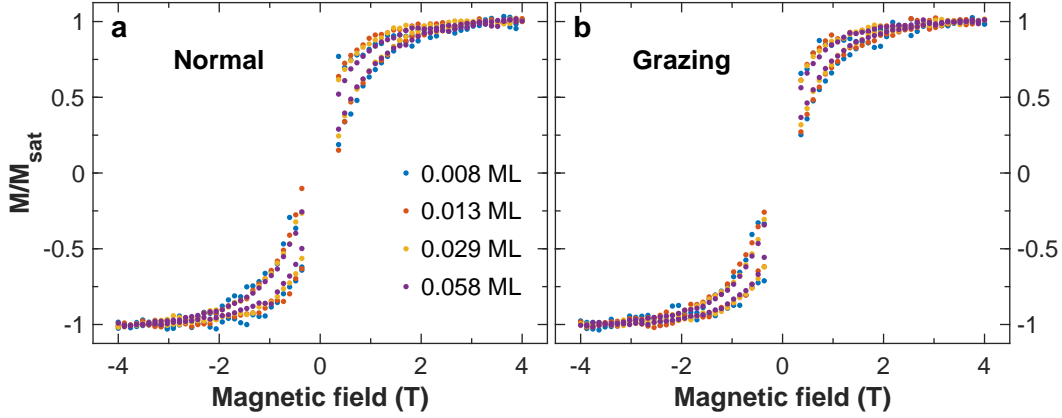 a
Normal
b
Grazing
1
0.5
0
-0.5
-1
M/M_sat
0.008 ML
0.013 ML
0.029 ML
0.058 ML
1
0.5
0
-0.5
-1
-4 -2 0 2 4
-4 -2 0 2 4
Magnetic field (T)
Magnetic field (T)